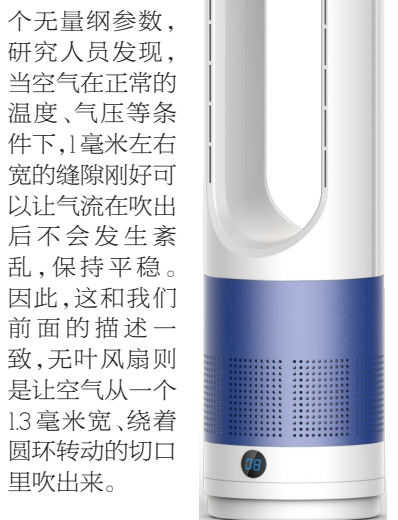 个无量纲参数，
研究人员发现，
当空气在正常的
温度、气压等条
件下，1毫米左右
宽的缝隙刚好可
以让气流在吹出
后不会发生紊
乱，保持平稳。
因此，这和我们
前面的描述一
致，无叶风扇则
是让空气从一个
1.3毫米宽、绕着
圆环转动的切口
里吹出来。
08